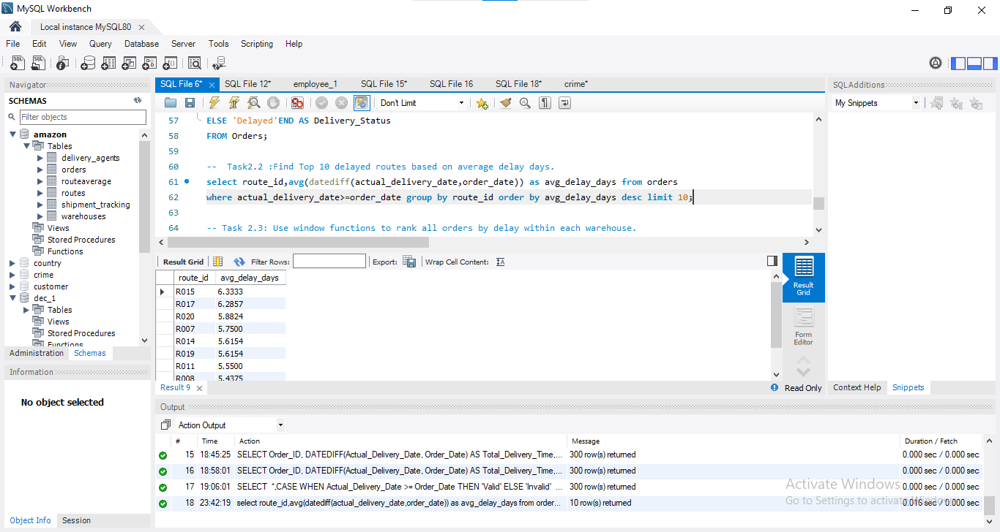 MySQL Workbench
Local instance MySQL80
File Edit View Query Database Server Tools Scripting Help
Navigator
SCHEMAS
Filter objects
amazon
Tables
delivery_agents
orders
routeaverage
routes
shipment_tracking
warehouses
Views
Stored Procedures
Functions
country
crime
customer
dec_1
Tables
Views
Stored Procedures
Functions
Administration Schemas
Information
No object selected
Object Info Session
SQL File 6* SQL File 12* employee_1 SQL File 15* SQL File 16 SQL File 18* crime*
Don't Limit
57 ELSE 'Delayed'END AS Delivery_Status
58 FROM Orders;
59
60 -- Task2.2 :Find Top 10 delayed routes based on average delay days.
61 select route_id,avg(datediff(actual_delivery_date,order_date)) as avg_delay_days from orders
62 where actual_delivery_date>=order_date group by route_id order by avg_delay_days desc limit 10;
63
64 -- Task 2.3: Use window functions to rank all orders by delay within each warehouse.
Result Grid Filter Rows: Export: Wrap Cell Content:
route_id avg_delay_days
R015 6.3333
R017 6.2857
R020 5.8824
R007 5.7500
R014 5.6154
R019 5.6154
R011 5.5500
R008 5.4375
Result Grid
Form Editor
Result 9
Read Only
SQLAdditions
My Snippets
Context Help Snippets
Output
Action Output
# Time Action Message Duration / Fetch
15 18:45:25 SELECT Order_ID, DATEDIFF(Actual_Delivery_Date, Order_Date) AS Total_Delivery_Time,... 300 row(s) returned 0.000 sec / 0.000 sec
16 18:58:01 SELECT Order_ID, DATEDIFF(Actual_Delivery_Date, Order_Date) AS Total_Delivery_Time,... 300 row(s) returned 0.000 sec / 0.000 sec
17 19:06:01 SELECT *,CASE WHEN Actual_Delivery_Date >= Order_Date THEN 'Valid' ELSE 'Invalid' ... 300 row(s) returned 0.000 sec / 0.000 sec
18 23:42:19 select route_id,avg(datediff(actual_delivery_date,order_date)) as avg_delay_days from order... 10 row(s) returned 0.016 sec / 0.000 sec
Activate Windows
Go to Settings to activate Windows.